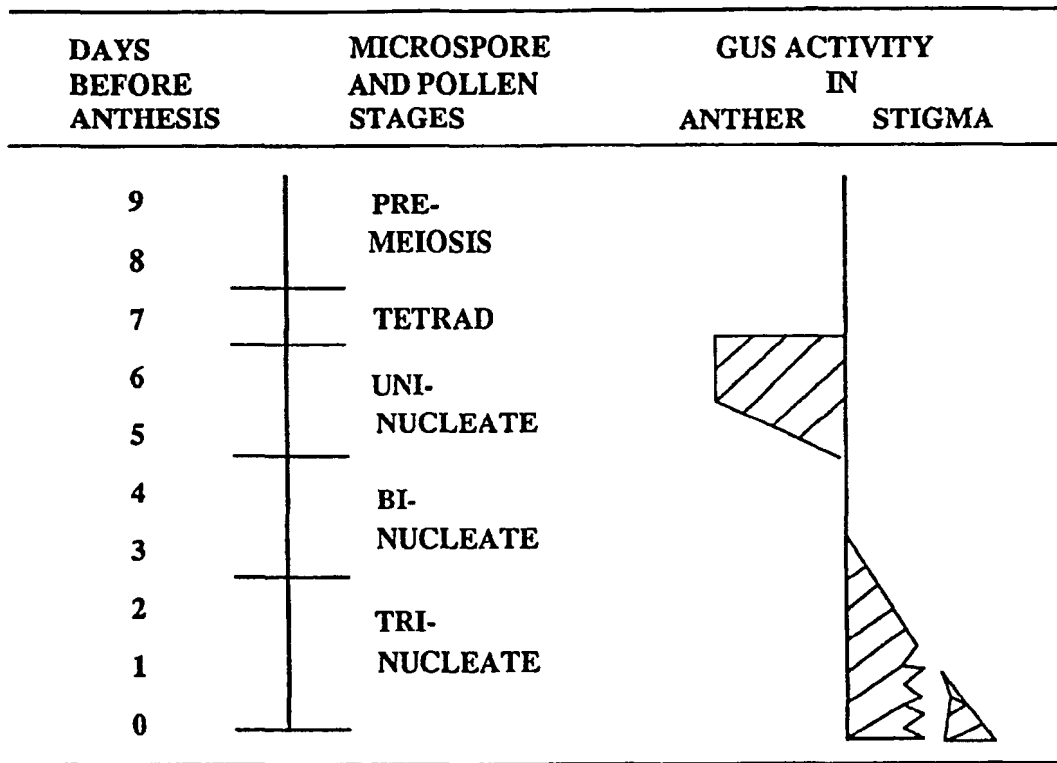 DAYS BEFORE ANTHESIS
MICROSPORE AND POLLEN STAGES
GUS ACTIVITY IN
ANTHER STIGMA
9
8
7
6
5
4
3
2
1
0
PRE-
MEIOSIS
TETRAD
UNI-
NUCLEATE
BI-
NUCLEATE
TRI-
NUCLEATE